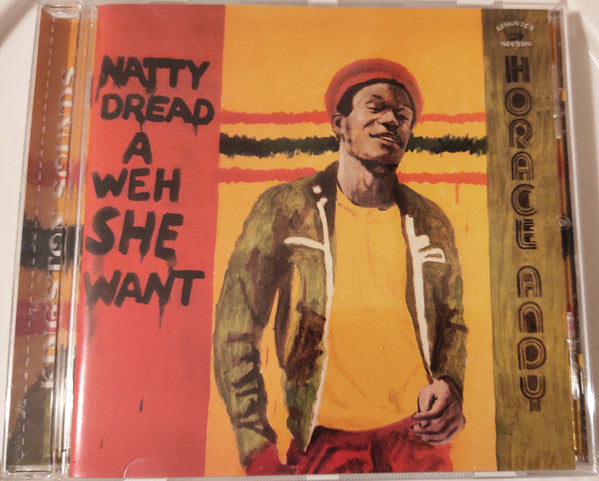 NATTY
DREAD
A
WEH
SHE
WANT
KINGSTON
SOUNDS
HORACE ANDY
KINGSTON SOUNDS